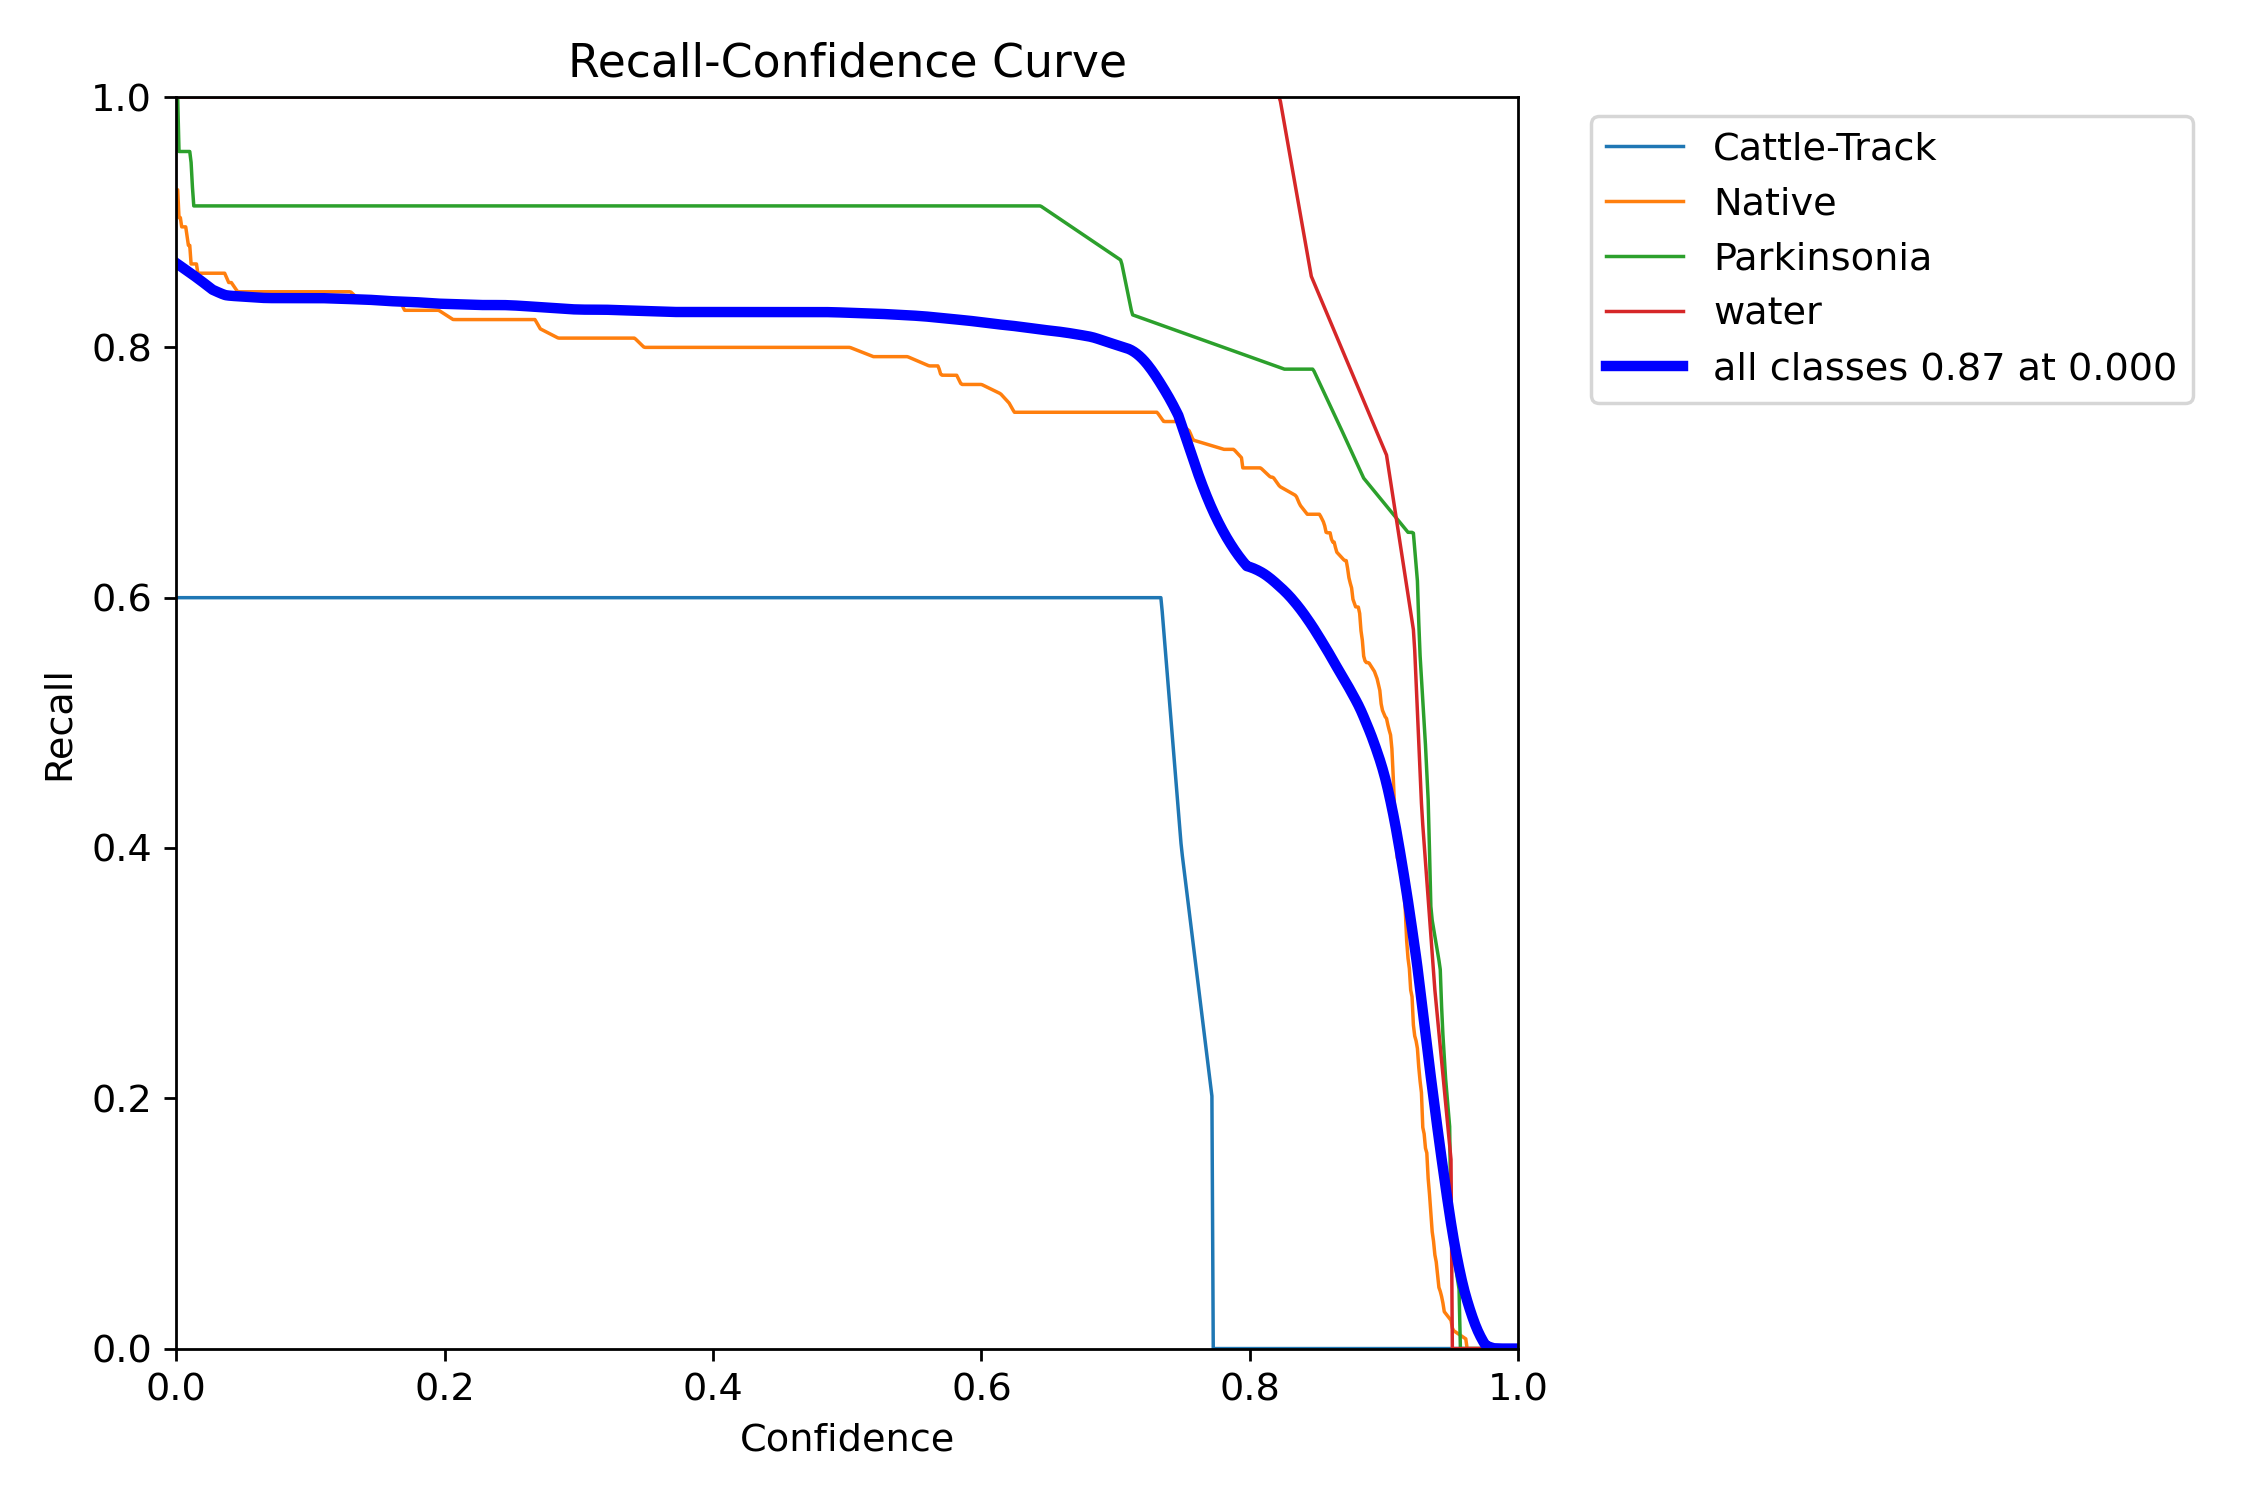 Recall-Confidence Curve
1.0
0.8
0.6
0.4
0.2
0.0
Recall
0.0 0.2 0.4 0.6 0.8 1.0
Confidence
Cattle-Track
Native
Parkinsonia
water
all classes 0.87 at 0.000